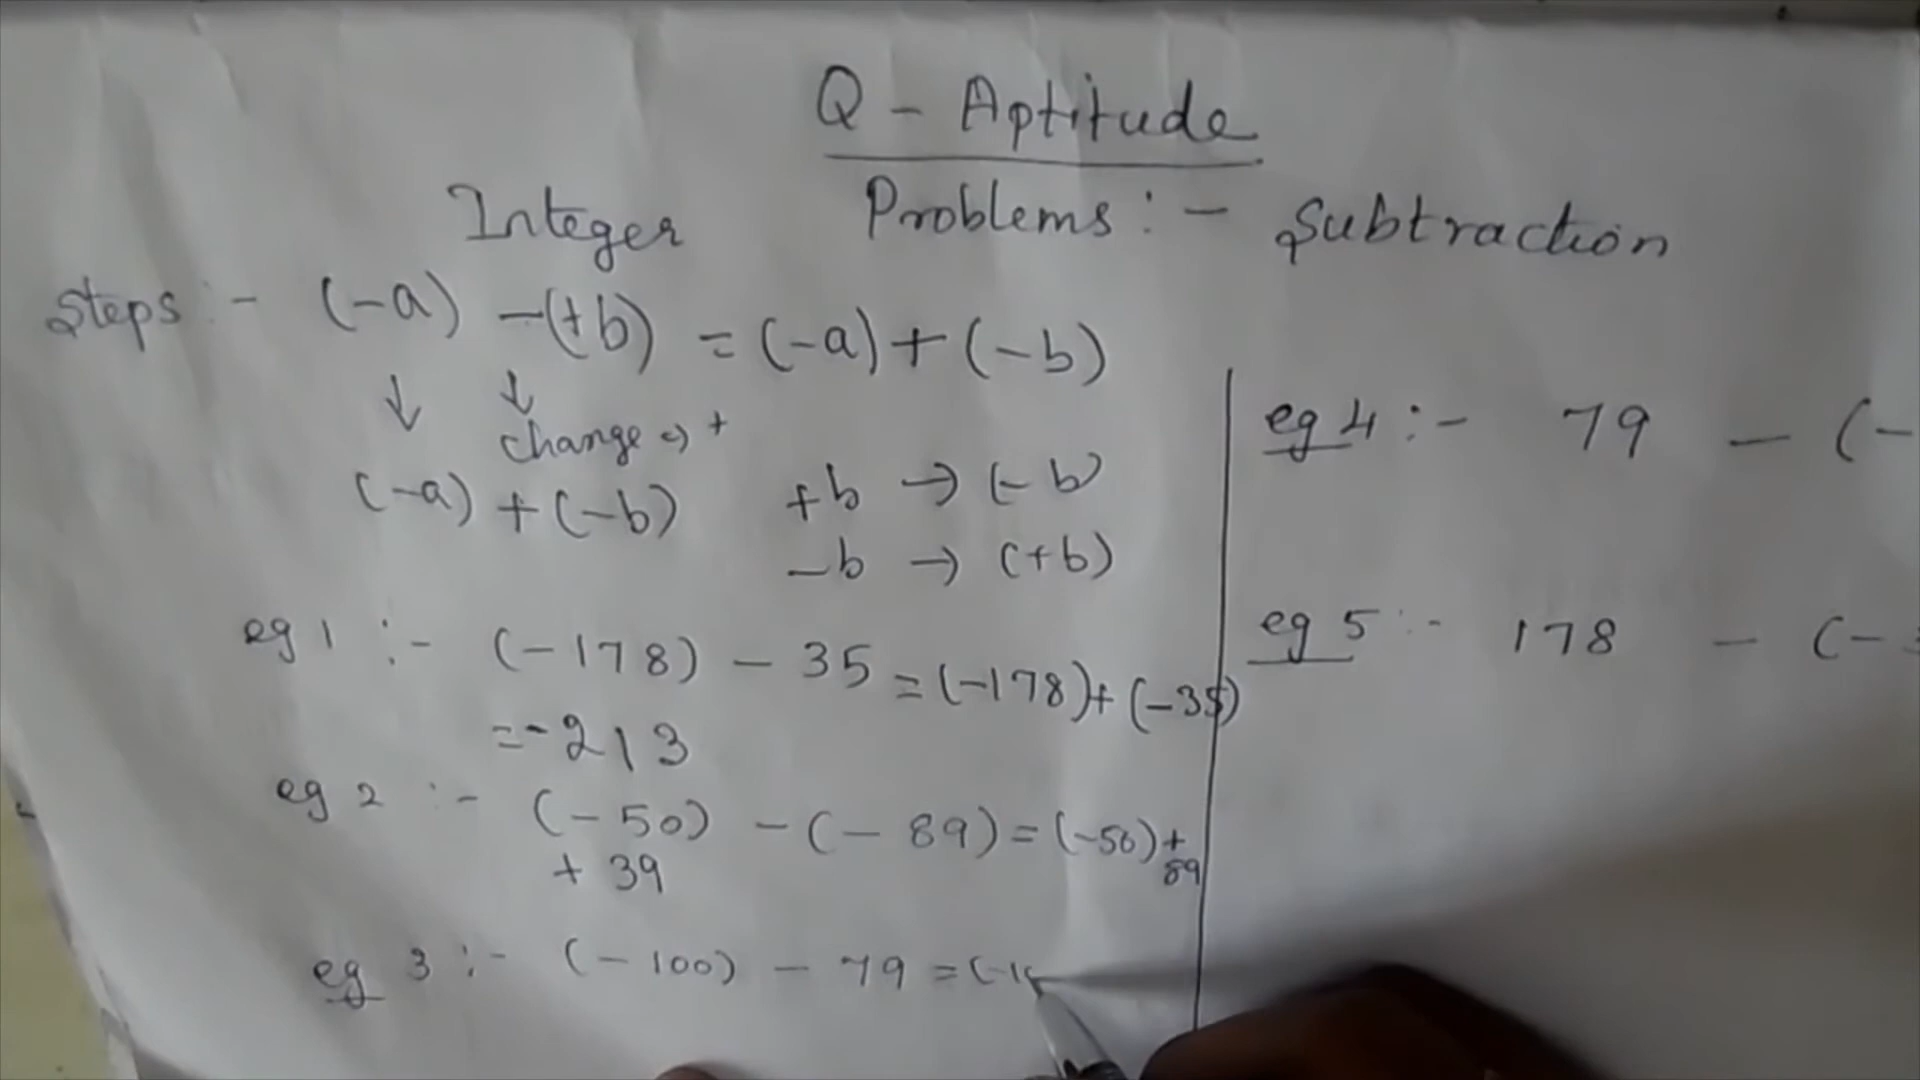 Q - Aptitude
Integer Problems :- Subtraction
Steps :- (-a) -(+b) = (-a) + (-b)
↓ ↓
change => +
(-a) + (-b) +b → (-b)
-b → (+b)
eg 1 :- (-178) - 35 = (-178) + (-35)
= -213
eg 2 :- (-50) - (- 89) = (-50) + 89
+ 39
eg 3 :- (-100) - 79 = (-1
eg 4 :- 79 - (-
eg 5 :- 178 - (-